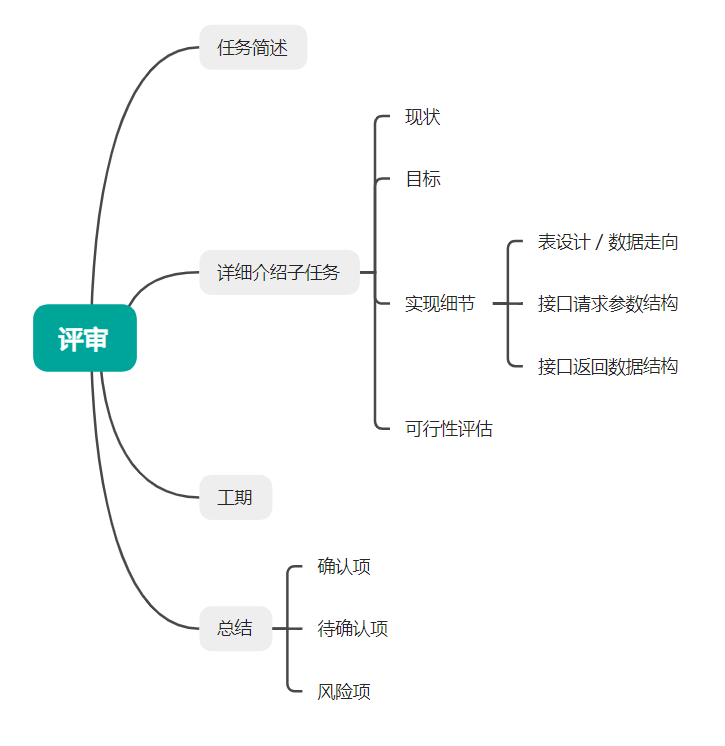 评审
任务简述
详细介绍子任务
现状
目标
实现细节
表设计 / 数据走向
接口请求参数结构
接口返回数据结构
可行性评估
工期
总结
确认项
待确认项
风险项